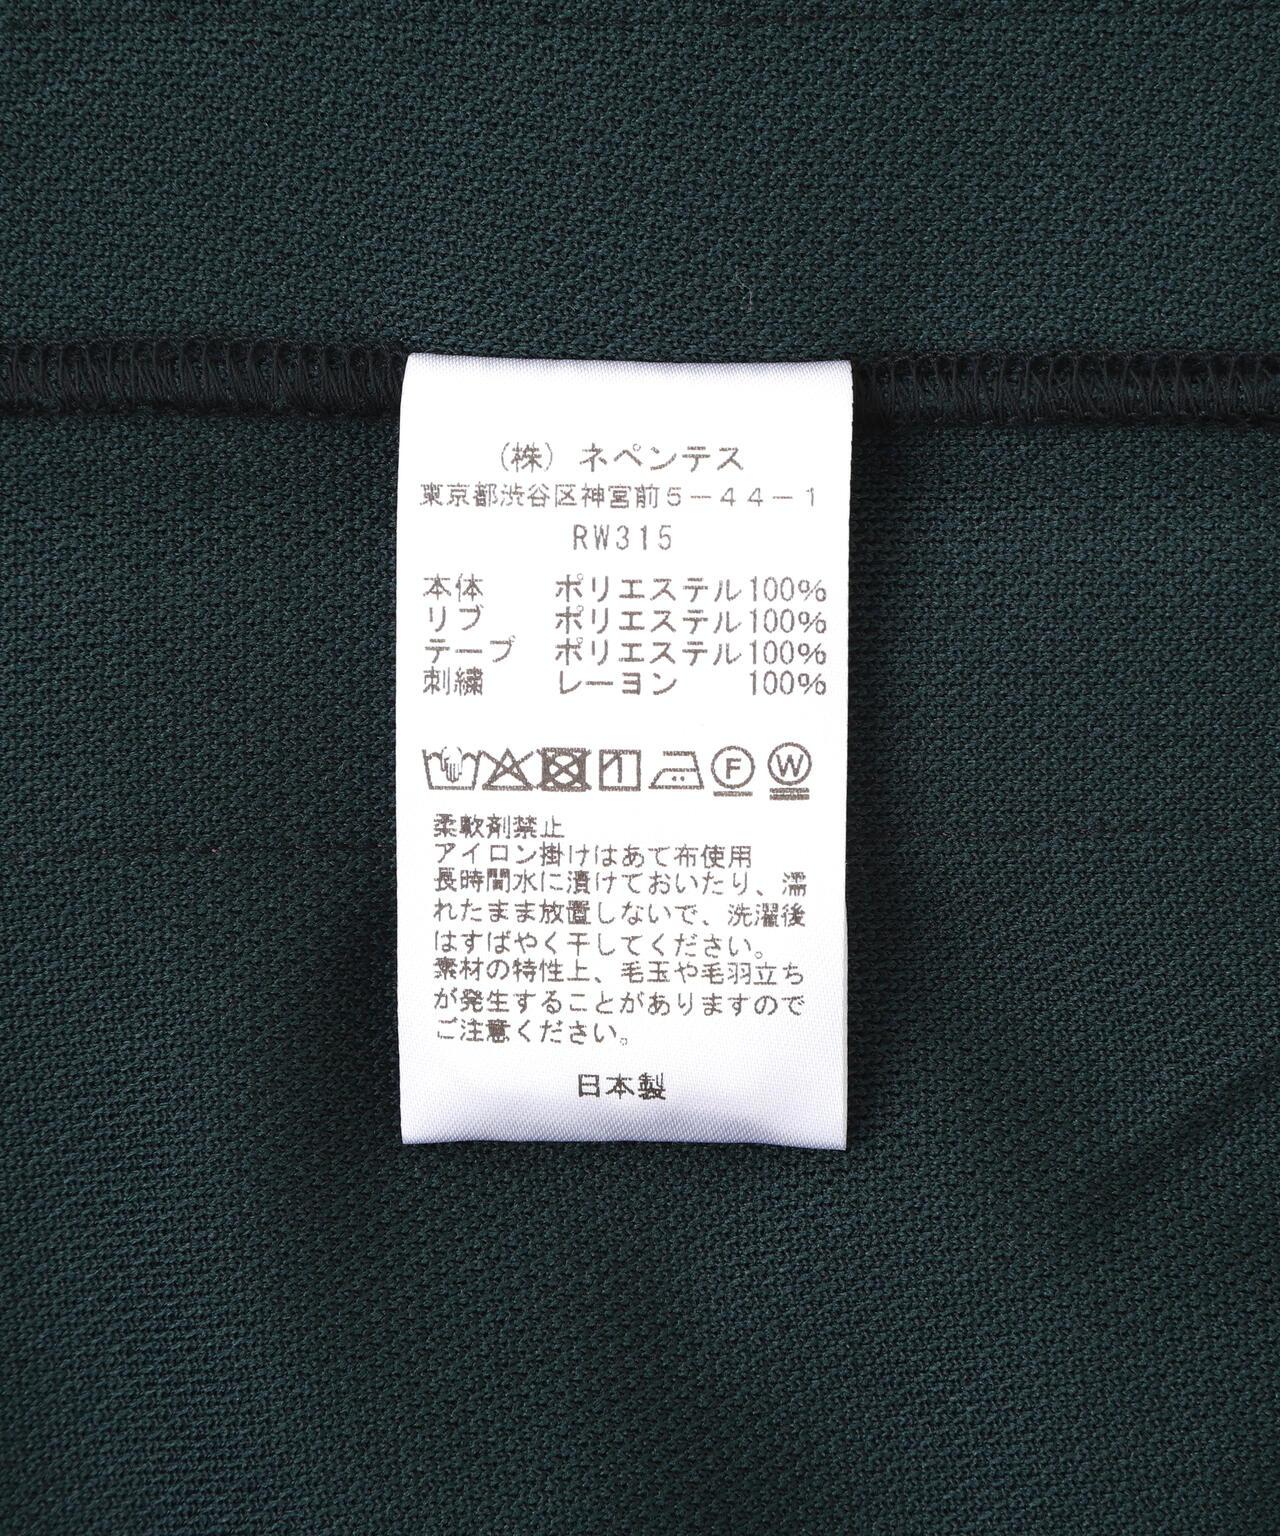 （株）ネペンテス
東京都渋谷区神宮前５－４４－１
RW315
本体 ポリエステル100%
リブ ポリエステル100%
テープ ポリエステル100%
刺繍 レーヨン 100%
F W
柔軟剤禁止
アイロン掛けはあて布使用
長時間水に漬けておいたり、濡
れたまま放置しないで、洗濯後
はすばやく干してください。
素材の特性上、毛玉や毛羽立ち
が発生することがありますので
ご注意ください。
日本製